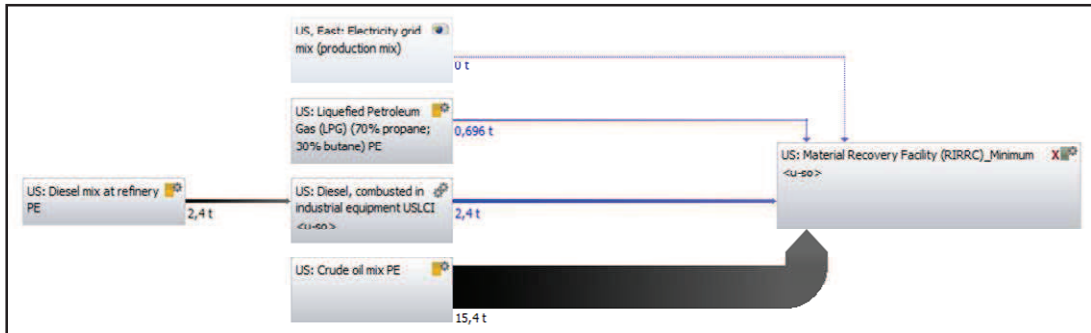 US, East: Electricity grid
mix (production mix)
0 t
US: Liquefied Petroleum
Gas (LPG) (70% propane;
30% butane) PE
0,696 t
US: Material Recovery Facility (RIRRC)_Minimum
<u-so>
X
US: Diesel mix at refinery
PE
2,4 t
US: Diesel, combusted in
industrial equipment USLCI
<u-so>
2,4 t
US: Crude oil mix PE
15,4 t